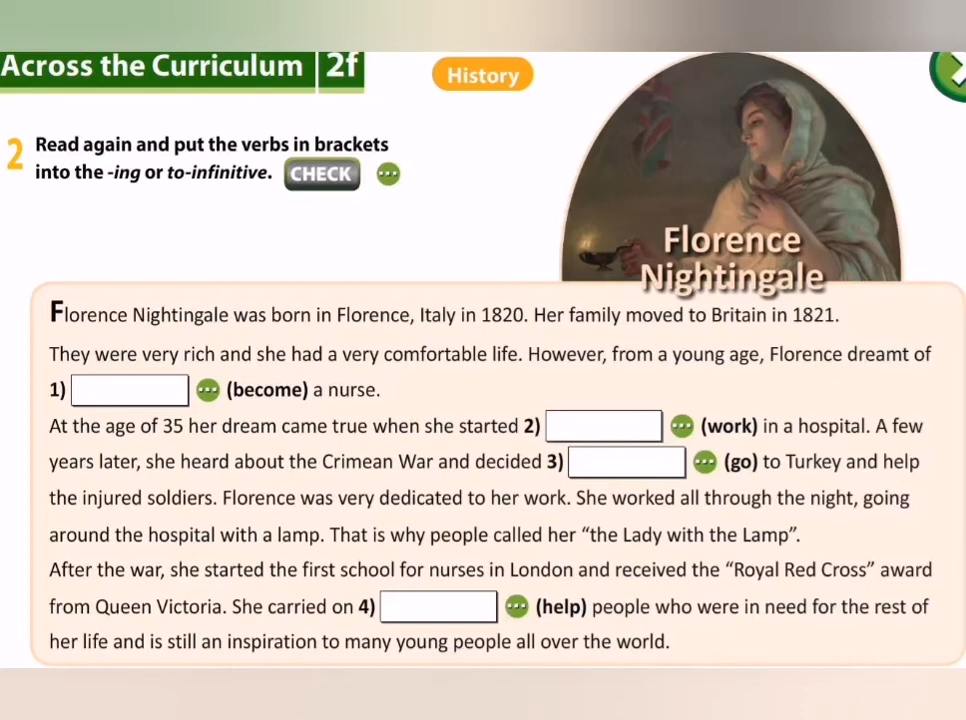 Across the Curriculum 2f
History
2 Read again and put the verbs in brackets
into the -ing or to-infinitive. CHECK
Florence
Nightingale
Florence Nightingale was born in Florence, Italy in 1820. Her family moved to Britain in 1821.
They were very rich and she had a very comfortable life. However, from a young age, Florence dreamt of
1) (become) a nurse.
At the age of 35 her dream came true when she started 2) (work) in a hospital. A few
years later, she heard about the Crimean War and decided 3) (go) to Turkey and help
the injured soldiers. Florence was very dedicated to her work. She worked all through the night, going
around the hospital with a lamp. That is why people called her “the Lady with the Lamp”.
After the war, she started the first school for nurses in London and received the “Royal Red Cross” award
from Queen Victoria. She carried on 4) (help) people who were in need for the rest of
her life and is still an inspiration to many young people all over the world.